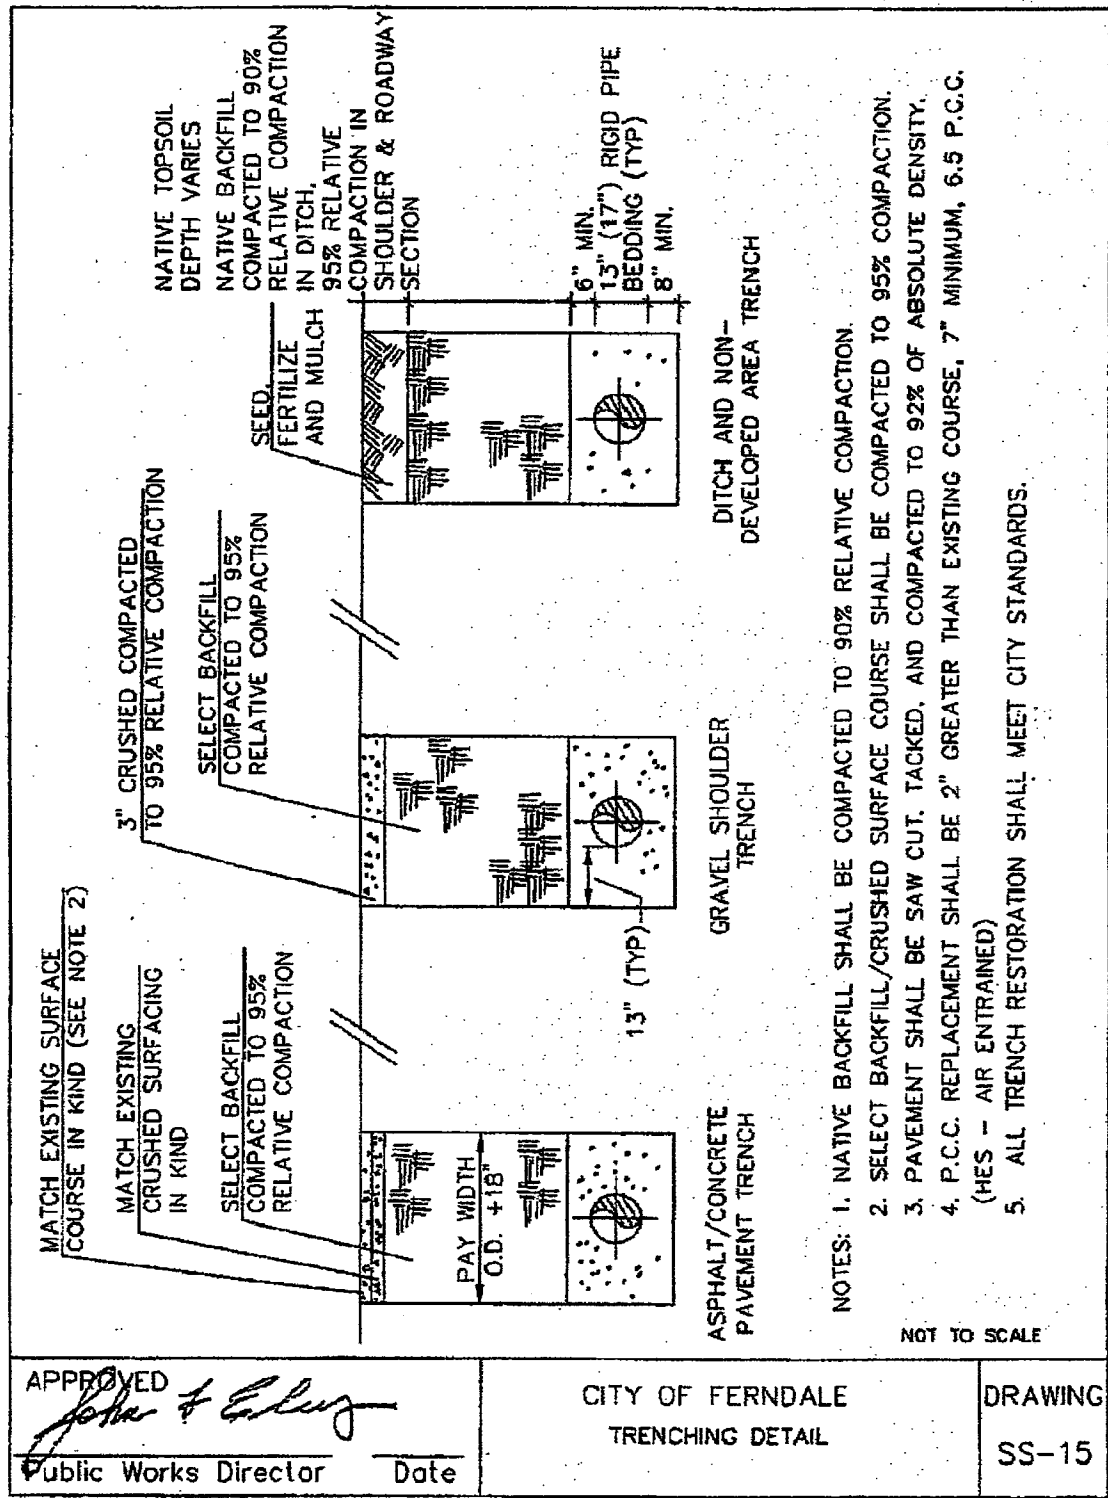 MATCH EXISTING SURFACE
COURSE IN KIND (SEE NOTE 2)
MATCH EXISTING
CRUSHED SURFACING
IN KIND
SELECT BACKFILL
COMPACTED TO 95%
RELATIVE COMPACTION
3" CRUSHED COMPACTED
TO 95% RELATIVE COMPACTION
SELECT BACKFILL
COMPACTED TO 95%
RELATIVE COMPACTION
SEED,
FERTILIZE
AND MULCH
NATIVE TOPSOIL
DEPTH VARIES
NATIVE BACKFILL
COMPACTED TO 90%
RELATIVE COMPACTION
IN DITCH,
95% RELATIVE
COMPACTION IN
SHOULDER & ROADWAY
SECTION
6" MIN.
13" (17") RIGID PIPE
BEDDING (TYP)
8" MIN.
PAY WIDTH
O.D. +18"
13" (TYP)
ASPHALT/CONCRETE
PAVEMENT TRENCH
GRAVEL SHOULDER
TRENCH
DITCH AND NON-
DEVELOPED AREA TRENCH
NOTES: 1. NATIVE BACKFILL SHALL BE COMPACTED TO 90% RELATIVE COMPACTION.
2. SELECT BACKFILL/CRUSHED SURFACE COURSE SHALL BE COMPACTED TO 95% COMPACTION.
3. PAVEMENT SHALL BE SAW CUT, TACKED, AND COMPACTED TO 92% OF ABSOLUTE DENSITY.
4. P.C.C. REPLACEMENT SHALL BE 2" GREATER THAN EXISTING COURSE, 7" MINIMUM, 6.5 P.C.C.
(HES - AIR ENTRAINED)
5. ALL TRENCH RESTORATION SHALL MEET CITY STANDARDS.
NOT TO SCALE
APPROVED
Public Works Director Date
CITY OF FERNDALE
TRENCHING DETAIL
DRAWING
SS-15